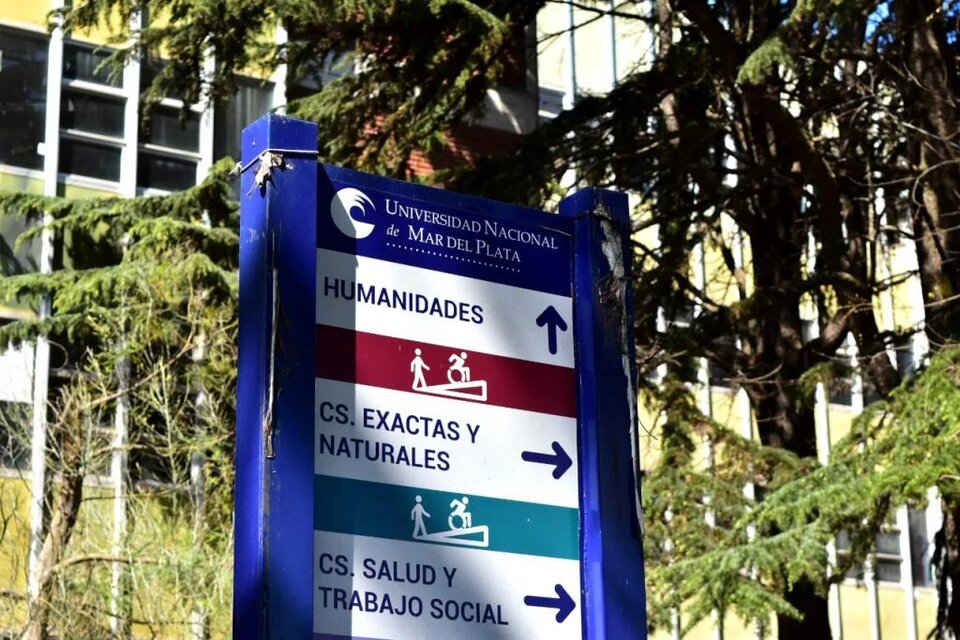 UNIVERSIDAD NACIONAL
de MAR DEL PLATA
HUMANIDADES
CS. EXACTAS Y
NATURALES
CS. SALUD Y
TRABAJO SOCIAL